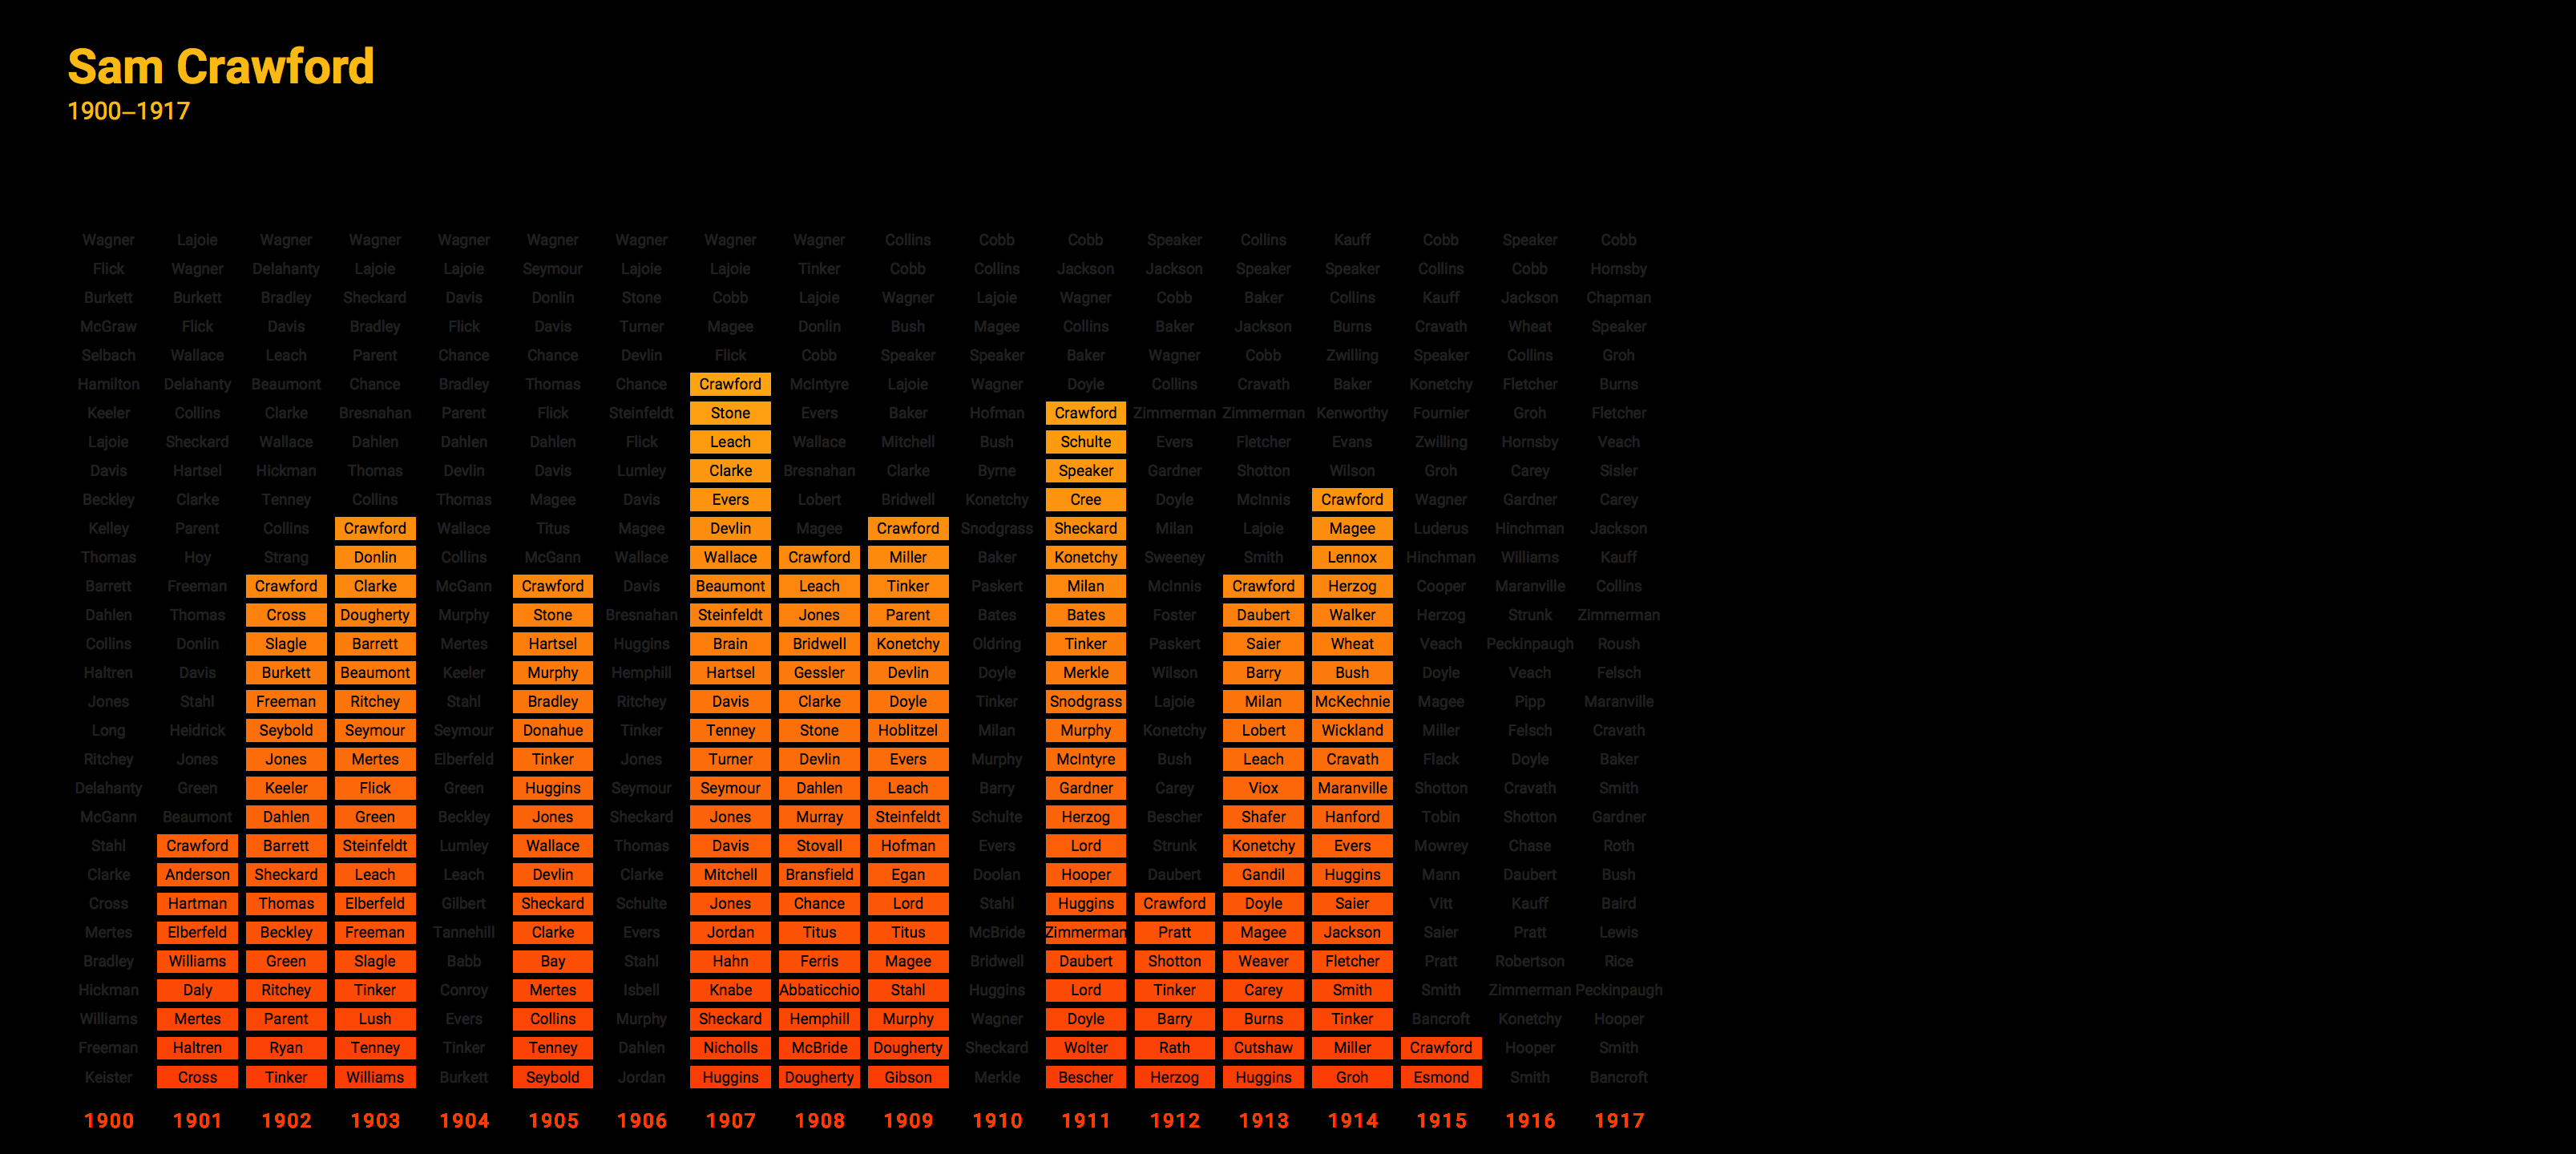 Sam Crawford
1900–1917
Wagner Lajoie Wagner Wagner Wagner Wagner Wagner Wagner Wagner Collins Cobb Cobb Speaker Collins Kauff Cobb Speaker Cobb
Flick Wagner Delahanty Lajoie Lajoie Seymour Lajoie Lajoie Tinker Cobb Collins Jackson Jackson Speaker Speaker Collins Cobb Hornsby
Burkett Burkett Bradley Sheckard Davis Donlin Stone Cobb Lajoie Wagner Lajoie Wagner Cobb Baker Collins Kauff Jackson Chapman
McGraw Flick Davis Bradley Flick Davis Turner Magee Donlin Bush Magee Collins Baker Jackson Burns Cravath Wheat Speaker
Selbach Wallace Leach Parent Chance Chance Devlin Flick Cobb Speaker Speaker Baker Wagner Cobb Zwilling Speaker Collins Groh
Hamilton Delahanty Beaumont Chance Bradley Thomas Chance Crawford McIntyre Lajoie Wagner Doyle Collins Cravath Baker Konetchy Fletcher Burns
Keeler Collins Clarke Bresnahan Parent Flick Steinfeldt Stone Evers Baker Hofman Crawford Zimmerman Zimmerman Kenworthy Fournier Groh Fletcher
Lajoie Sheckard Wallace Dahlen Dahlen Dahlen Flick Leach Wallace Mitchell Bush Schulte Evers Fletcher Evans Zwilling Hornsby Veach
Davis Hartsel Hickman Thomas Devlin Davis Lumley Clarke Bresnahan Clarke Byrne Speaker Gardner Shotton Wilson Groh Carey Sisler
Beckley Clarke Tenney Collins Thomas Magee Davis Evers Lobert Bridwell Konetchy Cree Doyle McInnis Crawford Wagner Gardner Carey
Kelley Parent Collins Crawford Wallace Titus Magee Devlin Magee Crawford Snodgrass Sheckard Milan Lajoie Magee Luderus Hinchman Jackson
Thomas Hoy Strang Donlin Collins McGann Wallace Wallace Crawford Miller Baker Konetchy Sweeney Smith Lennox Hinchman Williams Kauff
Barrett Freeman Crawford Clarke McGann Crawford Davis Beaumont Leach Tinker Paskert Milan McInnis Crawford Herzog Cooper Maranville Collins
Dahlen Thomas Cross Dougherty Murphy Stone Bresnahan Steinfeldt Jones Parent Bates Bates Foster Daubert Walker Herzog Strunk Zimmerman
Collins Donlin Slagle Barrett Mertes Hartsel Huggins Brain Bridwell Konetchy Oldring Tinker Paskert Saier Wheat Veach Peckinpaugh Roush
Haltren Davis Burkett Beaumont Keeler Murphy Hemphill Hartsel Gessler Devlin Doyle Merkle Wilson Barry Bush Doyle Veach Felsch
Jones Stahl Freeman Ritchey Stahl Bradley Ritchey Davis Clarke Doyle Tinker Snodgrass Lajoie Milan McKechnie Magee Pipp Maranville
Long Heidrick Seybold Seymour Seymour Donahue Tinker Tenney Stone Hoblitzel Milan Murphy Konetchy Lobert Wickland Miller Felsch Cravath
Ritchey Jones Jones Mertes Elberfeld Tinker Jones Turner Devlin Evers Murphy McIntyre Bush Leach Cravath Flack Doyle Baker
Delahanty Green Keeler Flick Green Huggins Seymour Seymour Dahlen Leach Barry Gardner Carey Viox Maranville Shotton Cravath Smith
McGann Beaumont Dahlen Green Beckley Jones Sheckard Jones Murray Steinfeldt Schulte Herzog Bescher Shafer Hanford Tobin Shotton Gardner
Stahl Crawford Barrett Steinfeldt Lumley Wallace Thomas Davis Stovall Hofman Evers Lord Strunk Konetchy Evers Mowrey Chase Roth
Clarke Anderson Sheckard Leach Leach Devlin Clarke Mitchell Bransfield Egan Doolan Hooper Daubert Gandil Huggins Mann Daubert Bush
Cross Hartman Thomas Elberfeld Gilbert Sheckard Schulte Jones Chance Lord Stahl Huggins Crawford Doyle Saier Vitt Kauff Baird
Mertes Elberfeld Beckley Freeman Tannehill Clarke Evers Jordan Titus Titus McBride Zimmerman Pratt Magee Jackson Saier Pratt Lewis
Bradley Williams Green Slagle Babb Bay Stahl Hahn Ferris Magee Bridwell Daubert Shotton Weaver Fletcher Pratt Robertson Rice
Hickman Daly Ritchey Tinker Conroy Mertes Isbell Knabe Abbaticchio Stahl Huggins Lord Tinker Carey Smith Smith Zimmerman Peckinpaugh
Williams Mertes Parent Lush Evers Collins Murphy Sheckard Hemphill Murphy Wagner Doyle Barry Burns Tinker Bancroft Konetchy Hooper
Freeman Haltren Ryan Tenney Tinker Tenney Dahlen Nicholls McBride Dougherty Sheckard Wolter Rath Cutshaw Miller Crawford Hooper Smith
Keister Cross Tinker Williams Burkett Seybold Jordan Huggins Dougherty Gibson Merkle Bescher Herzog Huggins Groh Esmond Smith Bancroft
1900 1901 1902 1903 1904 1905 1906 1907 1908 1909 1910 1911 1912 1913 1914 1915 1916 1917